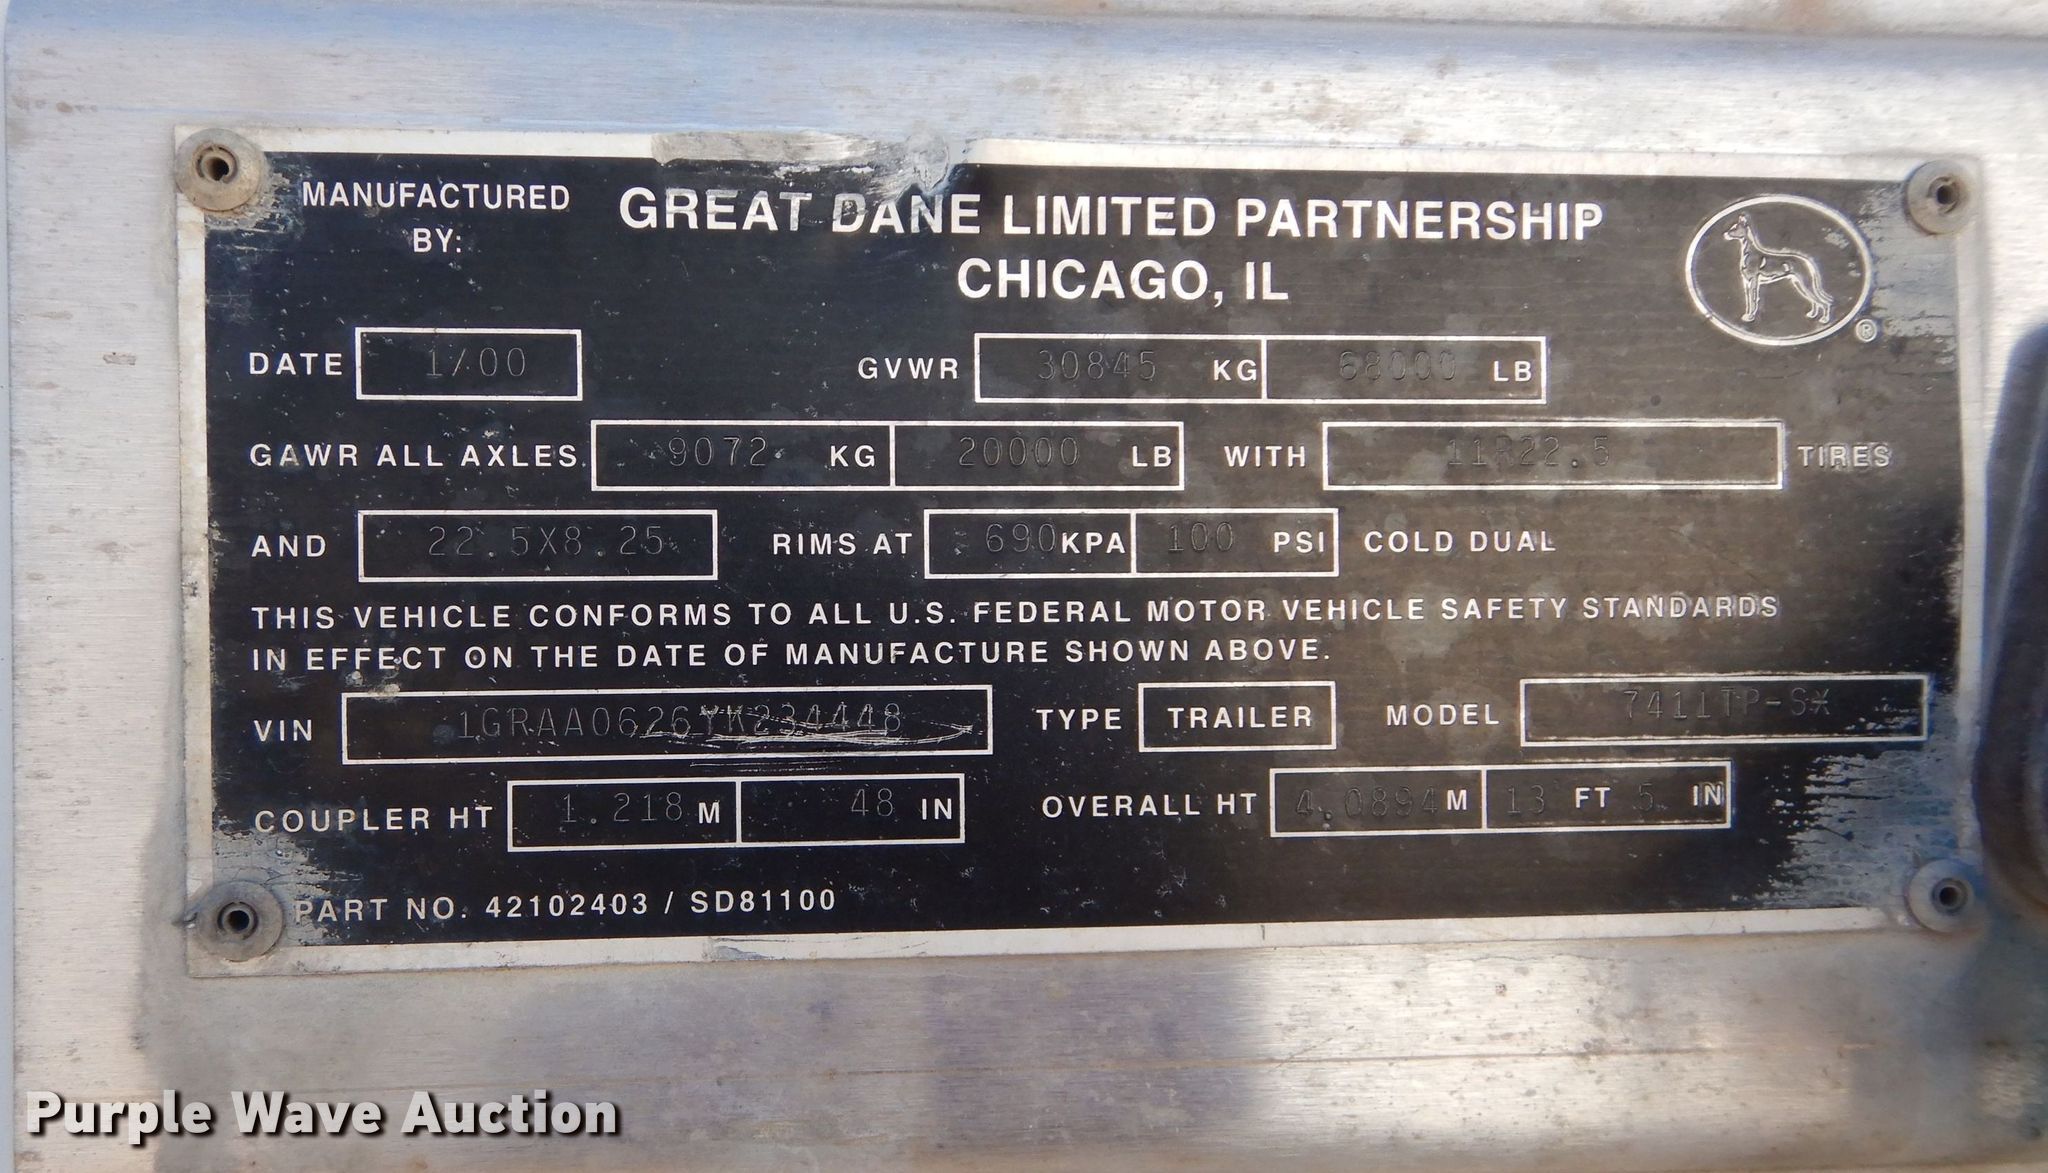 MANUFACTURED BY: GREAT DANE LIMITED PARTNERSHIP
CHICAGO, IL
®
DATE 1/00 GVWR 30845 KG 68000 LB
GAWR ALL AXLES 9072 KG 20000 LB WITH 11R22.5 TIRES
AND 22.5X8.25 RIMS AT 690 KPA 100 PSI COLD DUAL
THIS VEHICLE CONFORMS TO ALL U.S. FEDERAL MOTOR VEHICLE SAFETY STANDARDS
IN EFFECT ON THE DATE OF MANUFACTURE SHOWN ABOVE.
VIN 1GRAA0626YK234448 TYPE TRAILER MODEL 7411TP-SX
COUPLER HT 1.218 M 48 IN OVERALL HT 4.0894 M 13 FT 5 IN
PART NO. 42102403 / SD81100
Purple Wave Auction